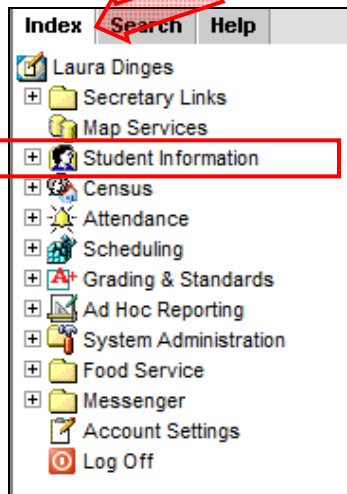 Index Search Help
Laura Dinges
Secretary Links
Map Services
Student Information
Census
Attendance
Scheduling
A+ Grading & Standards
Ad Hoc Reporting
System Administration
Food Service
Messenger
Account Settings
Log Off